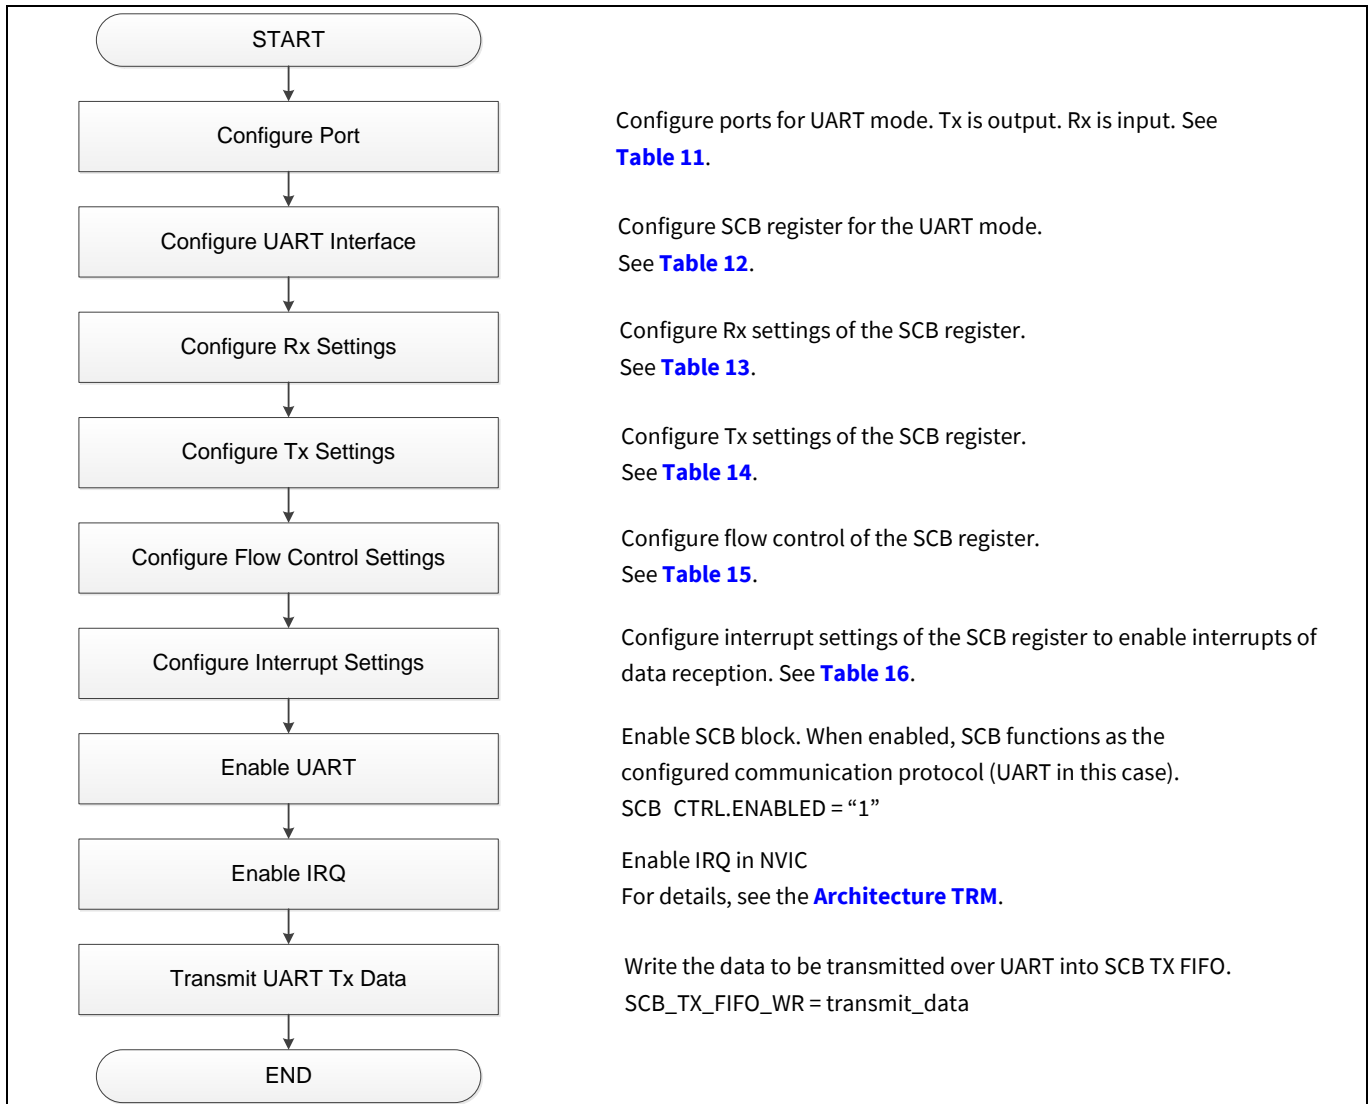 START
Configure Port
Configure ports for UART mode. Tx is output. Rx is input. See
Table 11.
Configure UART Interface
Configure SCB register for the UART mode.
See Table 12.
Configure Rx Settings
Configure Rx settings of the SCB register.
See Table 13.
Configure Tx Settings
Configure Tx settings of the SCB register.
See Table 14.
Configure Flow Control Settings
Configure flow control of the SCB register.
See Table 15.
Configure Interrupt Settings
Configure interrupt settings of the SCB register to enable interrupts of
data reception. See Table 16.
Enable UART
Enable SCB block. When enabled, SCB functions as the
configured communication protocol (UART in this case).
SCB CTRL.ENABLED = “1”
Enable IRQ
Enable IRQ in NVIC
For details, see the Architecture TRM.
Transmit UART Tx Data
Write the data to be transmitted over UART into SCB TX FIFO.
SCB_TX_FIFO_WR = transmit_data
END